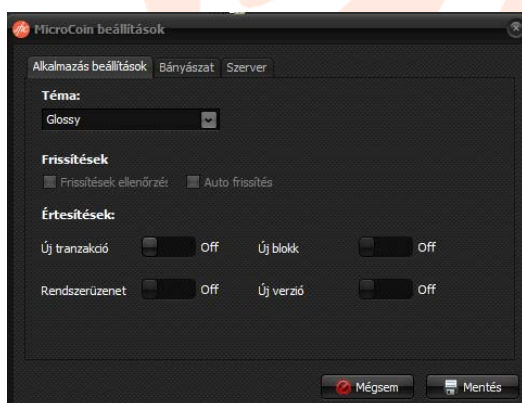 MicroCoin beállítások
Alkalmazás beállítások Bányászat Szerver
Téma:
Glossy
Frissítések
Frissítések ellenőrzés Auto frissítés
Értesítések:
Új tranzakció Off Új blokk Off
Rendszerüzenet Off Új verzió Off
Mégsem Mentés